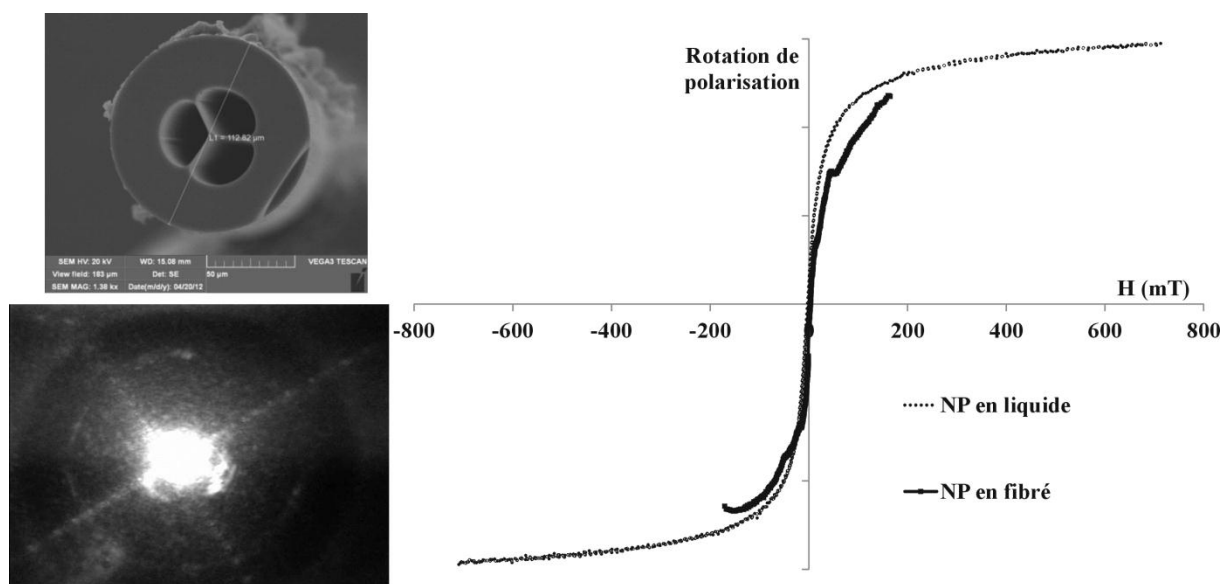 L1 = 112.82 µm
SEM HV: 20 kV WD: 15.08 mm VEGA3 TESCAN
View field: 183 µm Det: SE 50 µm
SEM MAG: 1.38 kx Date(m/d/y): 04/20/12
Rotation de
polarisation
H (mT)
-800 -600 -400 -200 0 200 400 600 800
NP en liquide
NP en fibré